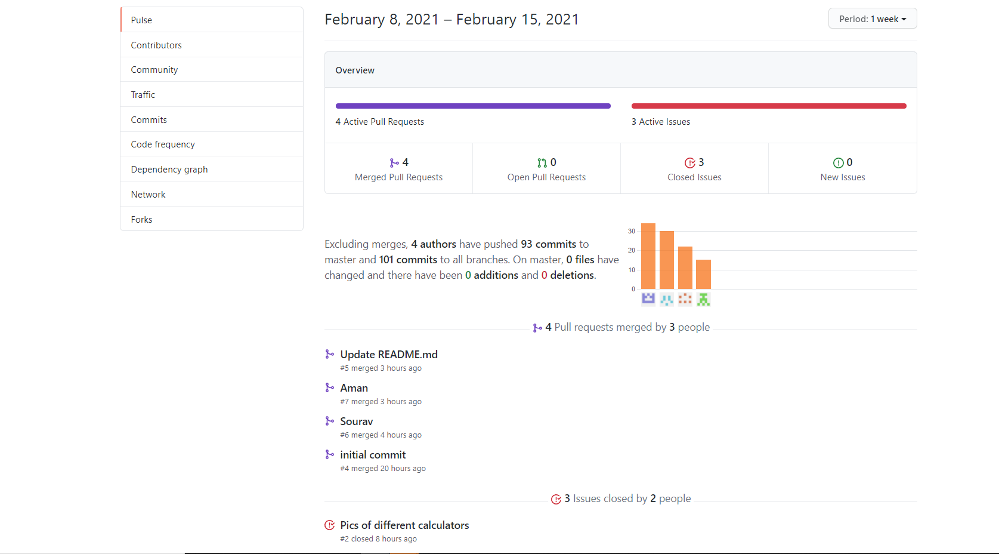 Pulse
Contributors
Community
Traffic
Commits
Code frequency
Dependency graph
Network
Forks
February 8, 2021 – February 15, 2021
Period: 1 week
Overview
4 Active Pull Requests
3 Active Issues
4
Merged Pull Requests
0
Open Pull Requests
3
Closed Issues
0
New Issues
Excluding merges, 4 authors have pushed 93 commits to
master and 101 commits to all branches. On master, 0 files have
changed and there have been 0 additions and 0 deletions.
30
20
10
0
4 Pull requests merged by 3 people
Update README.md
#5 merged 3 hours ago
Aman
#7 merged 3 hours ago
Sourav
#6 merged 4 hours ago
initial commit
#4 merged 20 hours ago
3 Issues closed by 2 people
Pics of different calculators
#2 closed 8 hours ago